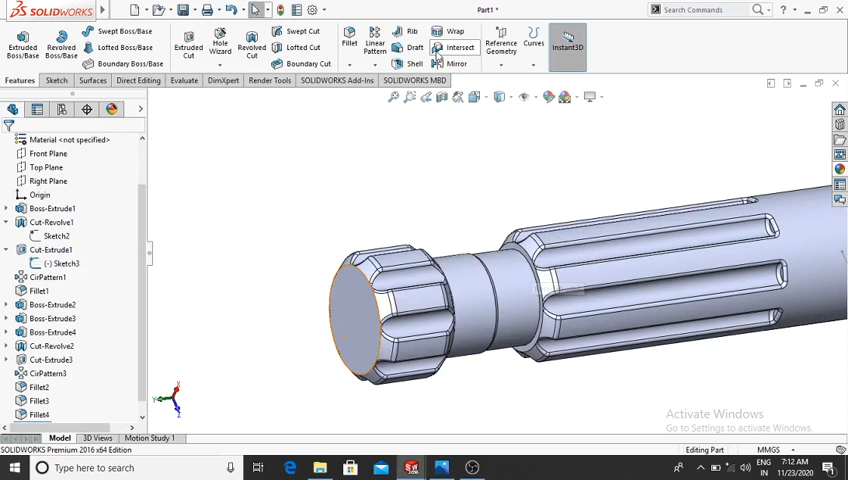 SOLIDWORKS
Part1 *
Search Commands
Extruded Boss/Base
Revolved Boss/Base
Swept Boss/Base
Lofted Boss/Base
Boundary Boss/Base
Extruded Cut
Hole Wizard
Revolved Cut
Swept Cut
Lofted Cut
Boundary Cut
Fillet
Linear Pattern
Rib
Draft
Shell
Wrap
Intersect
Mirror
Reference Geometry
Curves
Instant3D
Features
Sketch
Surfaces
Evaluate
DimXpert
Render Tools
SOLIDWORKS Add-Ins
SOLIDWORKS MBD
Material <not specified>
Front Plane
Top Plane
Right Plane
Origin
Boss-Extrude1
Cut-Revolve1
Sketch2
Cut-Extrude1
(-) Sketch3
CirPattern1
Fillet1
Boss-Extrude2
Boss-Extrude3
Boss-Extrude4
Cut-Revolve2
Cut-Extrude3
CirPattern3
Fillet2
Fillet3
Fillet4
X
Y
Z
Activate Windows
Go to Settings to activate Windows.
Model
3D Views
Motion Study 1
SOLIDWORKS Premium 2016 x64 Edition
Editing Part
MMGS
Type here to search
ENG
IN
7:12 AM
11/23/2020